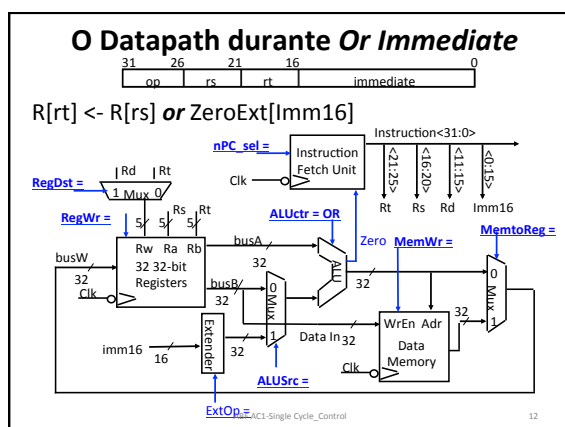 O Datapath durante Or Immediate
31 26 21 16 0
op rs rt immediate
R[rt] <- R[rs] or ZeroExt[Imm16]
Instruction<31:0>
nPC_sel =
Instruction
Fetch Unit
Clk
<21:25>
<16:20>
<11:15>
<0:15>
Rt Rs Rd Imm16
Rd Rt
RegDst =
1 Mux 0
RegWr =
Rs Rt
5 5 5
ALUctr = OR
Zero
MemWr =
MemtoReg =
Rw Ra Rb
busA
32
busW
32
32 32-bit
Registers
Clk
busB
32
ALU
32
0
Mux
1
0
Mux
1
32
WrEn Adr
Data
Memory
Data In 32
Clk
imm16
16
Extender
32
ALUSrc =
ExtOp =
AC1-Single Cycle_Control
12